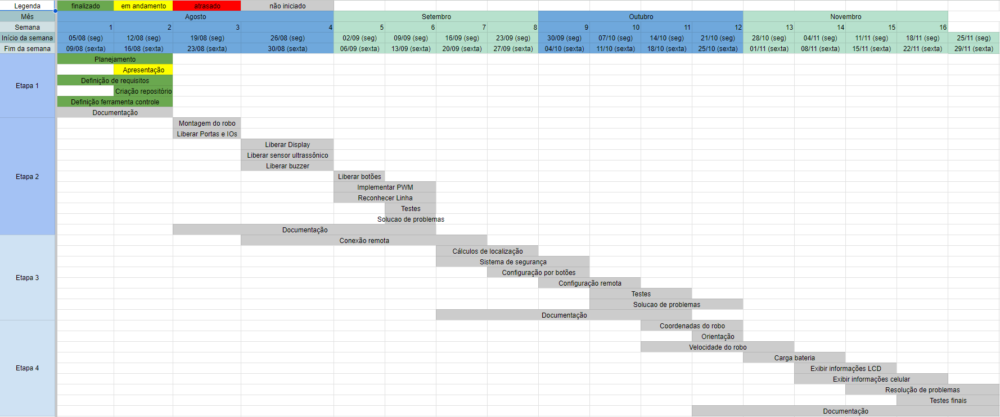 Legenda finalizado em andamento atrasado não iniciado
Mês Agosto Setembro Outubro Novembro
Semana 1 2 3 4 5 6 7 8 9 10 11 12 13 14 15 16
Início da semana 05/08 (seg) 12/08 (seg) 19/08 (seg) 26/08 (seg) 02/09 (seg) 09/09 (seg) 16/09 (seg) 23/09 (seg) 30/09 (seg) 07/10 (seg) 14/10 (seg) 21/10 (seg) 28/10 (seg) 04/11 (seg) 11/11 (seg) 18/11 (seg) 25/11 (seg)
Fim da semana 09/08 (sexta) 16/08 (sexta) 23/08 (sexta) 30/08 (sexta) 06/09 (sexta) 13/09 (sexta) 20/09 (sexta) 27/09 (sexta) 04/10 (sexta) 11/10 (sexta) 18/10 (sexta) 25/10 (sexta) 01/11 (sexta) 08/11 (sexta) 15/11 (sexta) 22/11 (sexta) 29/11 (sexta)
Etapa 1
Planejamento
Apresentação
Definição de requisitos
Criação repositório
Definição ferramenta controle
Documentação
Etapa 2
Montagem do robo
Liberar Portas e IOs
Liberar Display
Liberar sensor ultrassônico
Liberar buzzer
Liberar botões
Implementar PWM
Reconhecer Linha
Testes
Solucao de problemas
Documentação
Etapa 3
Conexão remota
Cálculos de localização
Sistema de segurança
Configuração por botões
Configuração remota
Testes
Solucao de problemas
Documentação
Etapa 4
Coordenadas do robo
Orientação
Velocidade do robo
Carga bateria
Exibir informações LCD
Exibir informações celular
Resolução de problemas
Testes finais
Documentação